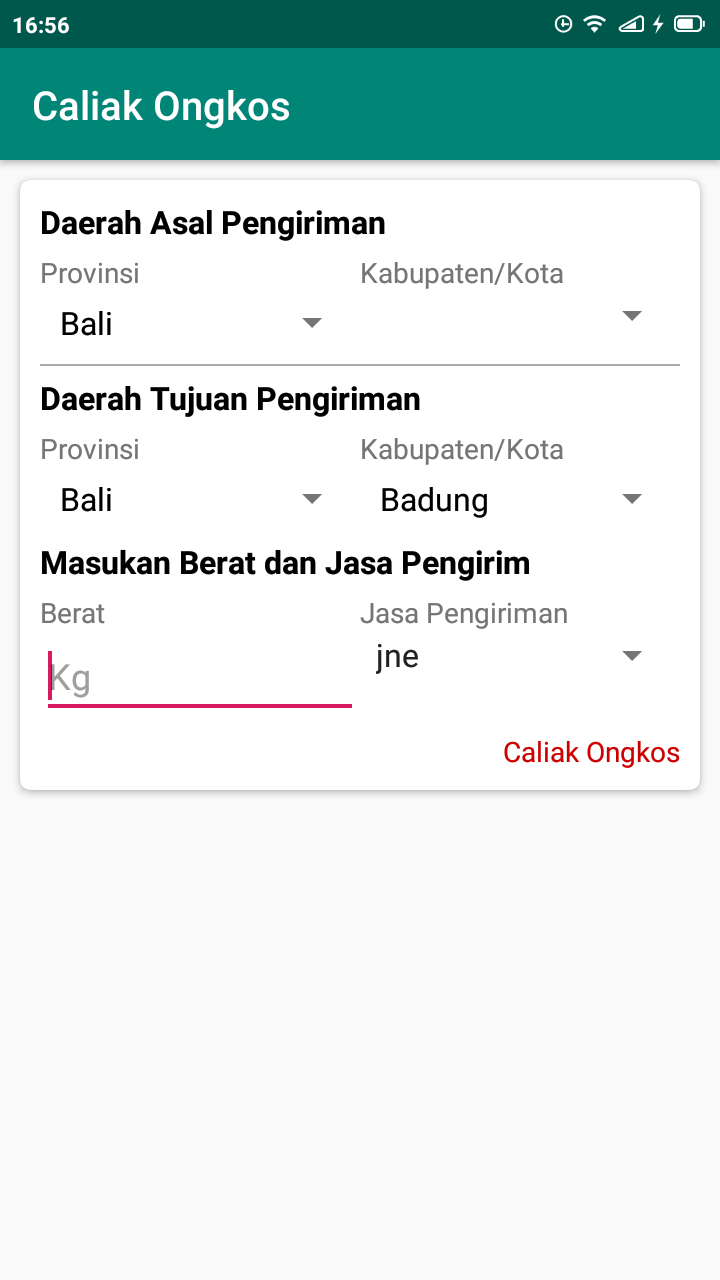 16:56
Caliak Ongkos
Daerah Asal Pengiriman
Provinsi Kabupaten/Kota
Bali
Daerah Tujuan Pengiriman
Provinsi Kabupaten/Kota
Bali Badung
Masukan Berat dan Jasa Pengirim
Berat Jasa Pengiriman
Kg jne
Caliak Ongkos